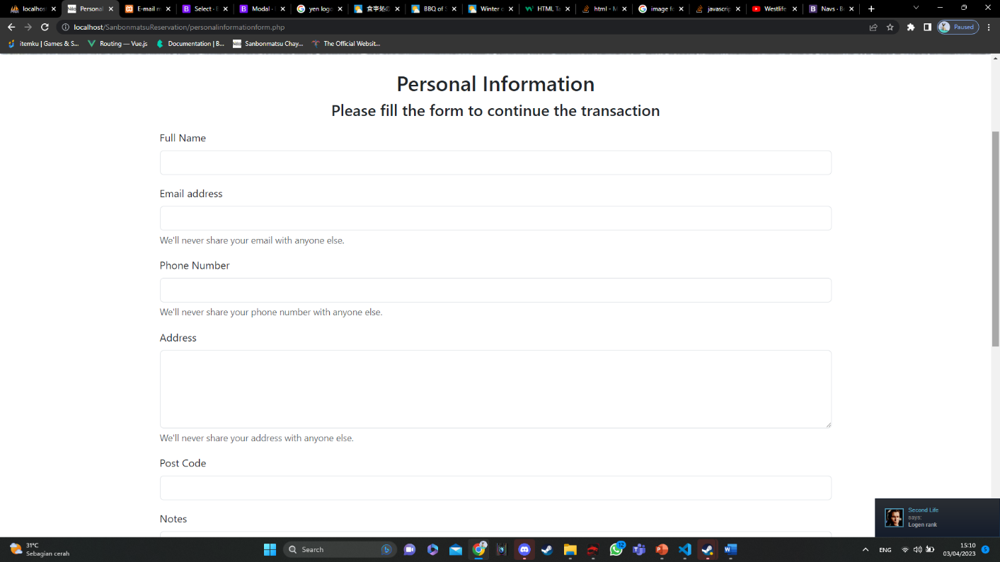 localhost
Personal
E-mail m
Select · B
Modal ·
yen logo
食事処の
BBQ of S
Winter c
HTML Ta
html - M
image fo
javascrip
Westlife
Navs · B
localhost/SanbonmatsuReservation/personalinformationform.php
Paused
itemku | Games & S...
Routing — Vue.js
Documentation | B...
Sanbonmatsu Chay...
The Official Websit...
Personal Information
Please fill the form to continue the transaction
Full Name
Email address
We'll never share your email with anyone else.
Phone Number
We'll never share your phone number with anyone else.
Address
We'll never share your address with anyone else.
Post Code
Notes
Second Life
says:
Logen rank
31°C
Sebagian cerah
Search
12
ENG
15:10
03/04/2023
5